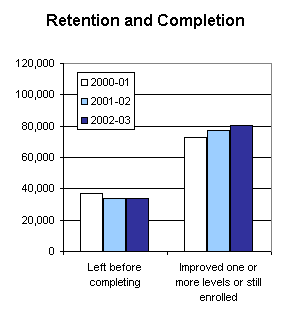 Retention and Completion
120,000
100,000
80,000
60,000
40,000
20,000
0
2000-01
2001-02
2002-03
Left before
completing
Improved one or
more levels or still
enrolled